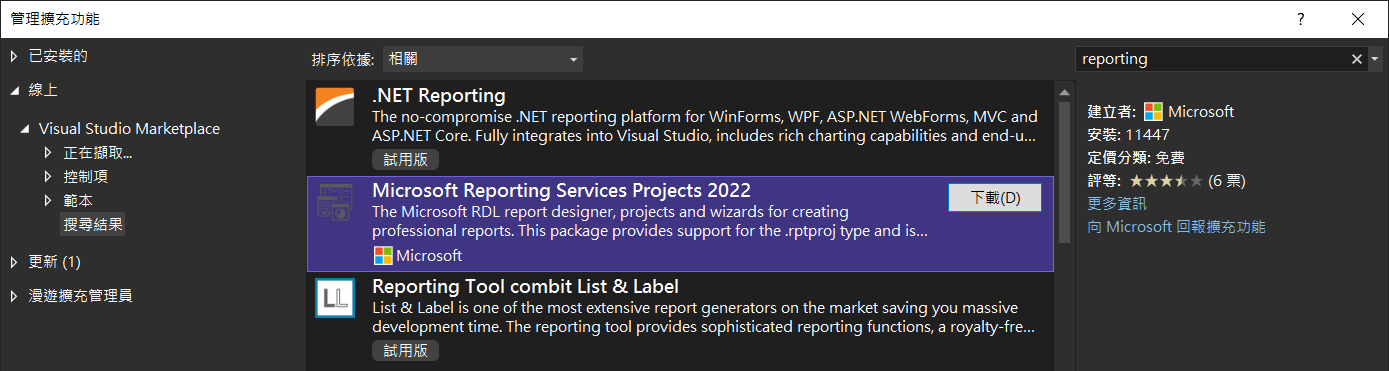 管理擴充功能
?
已安裝的
線上
Visual Studio Marketplace
正在擷取...
控制項
範本
搜尋結果
更新 (1)
漫遊擴充管理員
排序依據: 相關
.NET Reporting
The no-compromise .NET reporting platform for WinForms, WPF, ASP.NET WebForms, MVC and
ASP.NET Core. Fully integrates into Visual Studio, includes rich charting capabilities and end-u...
試用版
Microsoft Reporting Services Projects 2022
下載(D)
The Microsoft RDL report designer, projects and wizards for creating
professional reports. This package provides support for the .rptproj type and is...
Microsoft
LL
Reporting Tool combit List & Label
List & Label is one of the most extensive report generators on the market saving you massive
development time. The reporting tool provides sophisticated reporting functions, a royalty-fre...
試用版
reporting
建立者: Microsoft
安裝: 11447
定價分類: 免費
評等: (6 票)
更多資訊
向 Microsoft 回報擴充功能